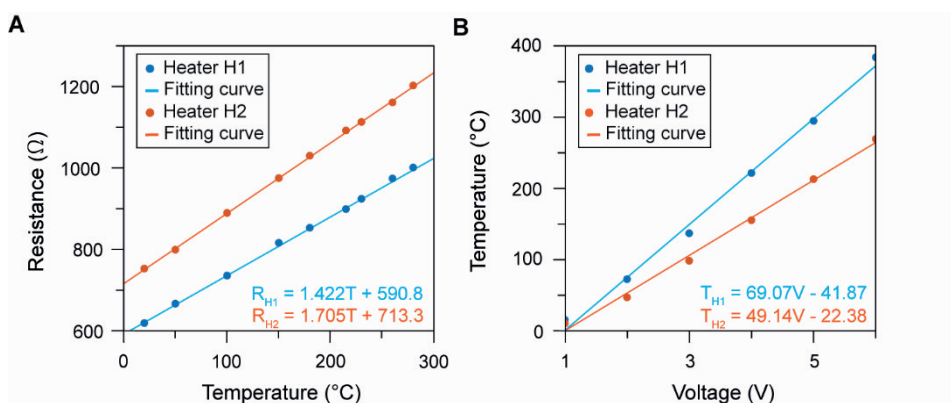 A
Heater H1
Fitting curve
Heater H2
Fitting curve
1200
1000
800
600
Resistance (Ω)
R_H1 = 1.422T + 590.8
R_H2 = 1.705T + 713.3
0 100 200 300
Temperature (°C)
B
Heater H1
Fitting curve
Heater H2
Fitting curve
400
300
200
100
0
Temperature (°C)
T_H1 = 69.07V - 41.87
T_H2 = 49.14V - 22.38
1 3 5
Voltage (V)